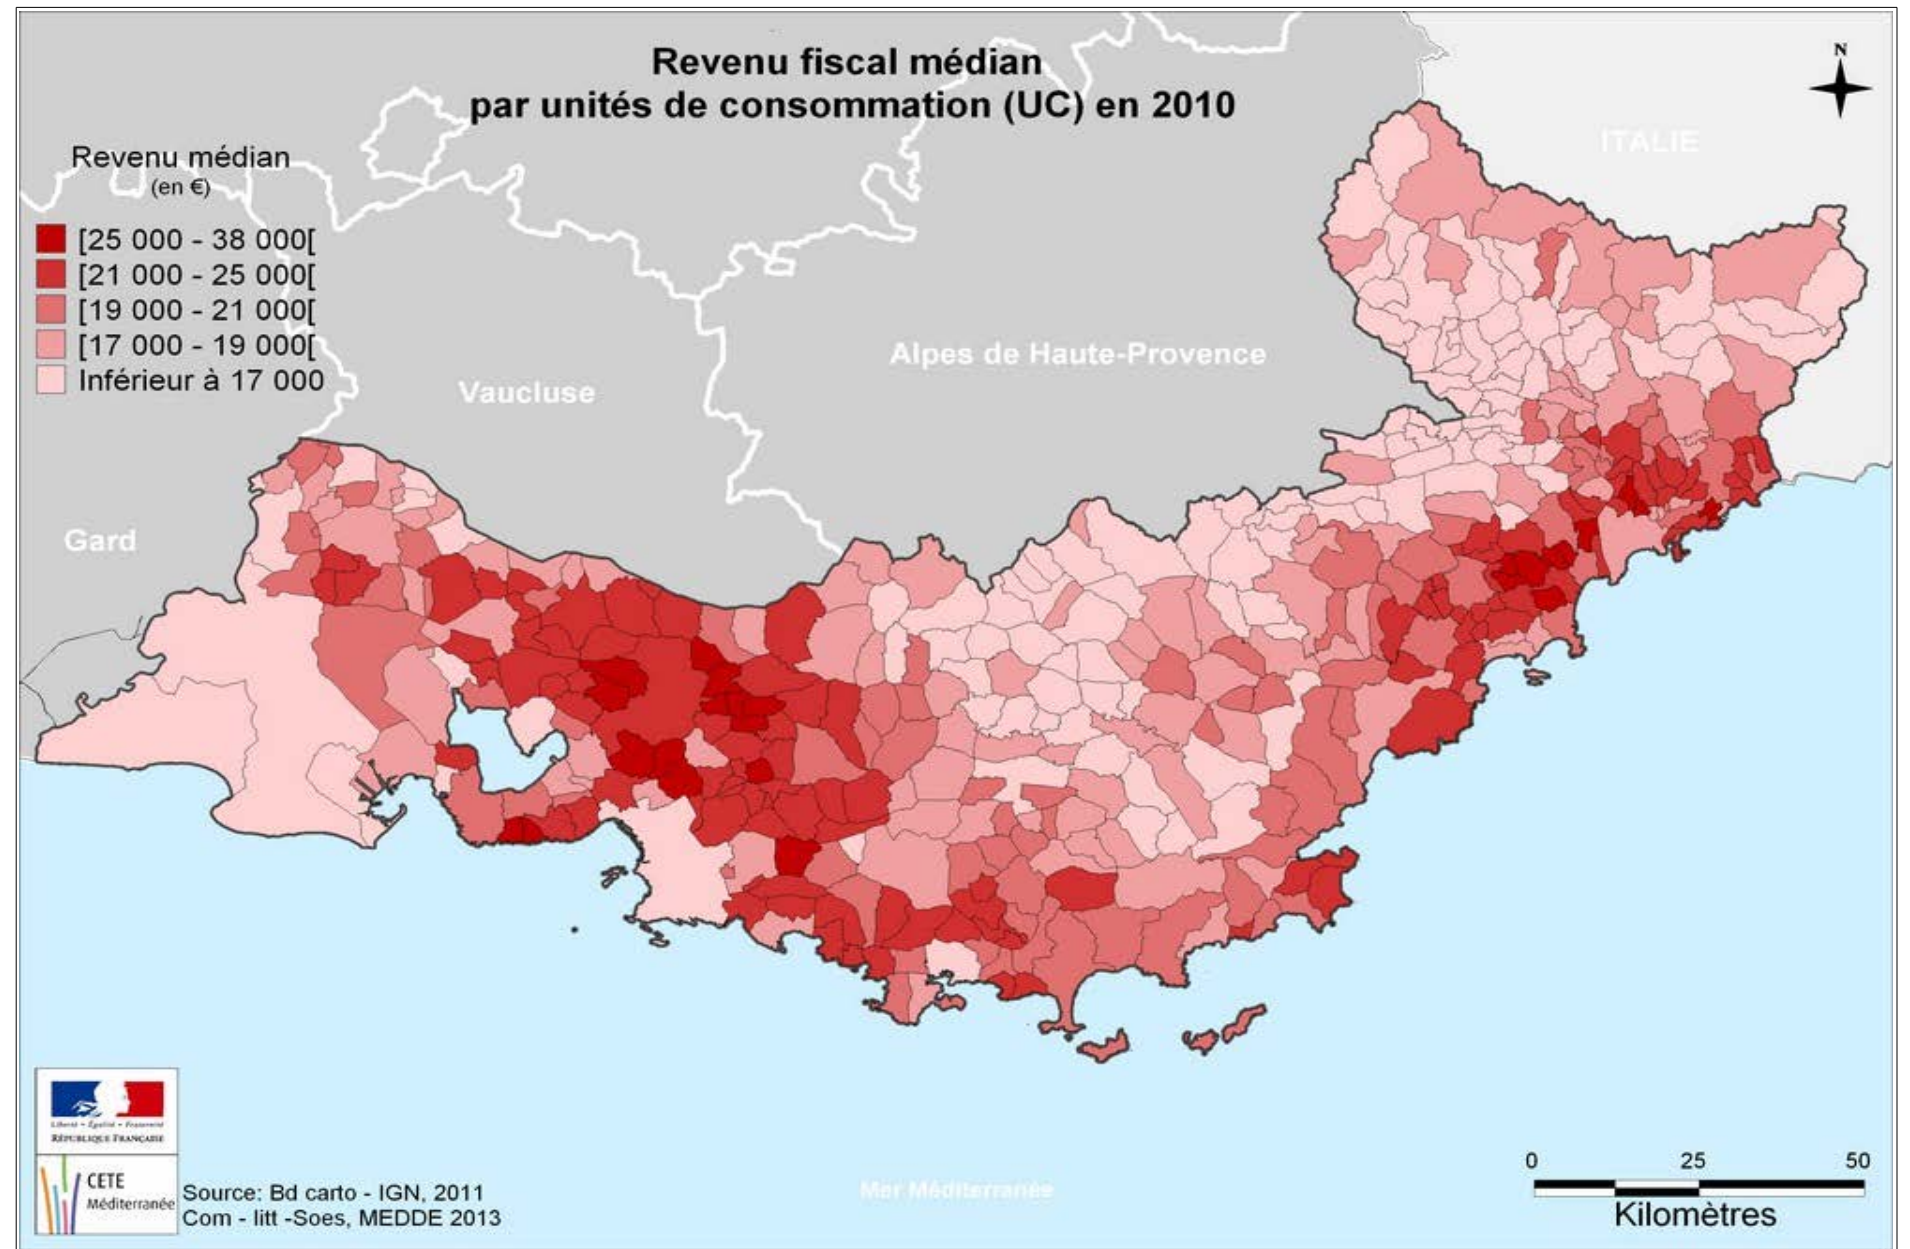 Revenu fiscal médian
par unités de consommation (UC) en 2010
N
ITALIE
Revenu médian
(en €)
[25 000 - 38 000[
[21 000 - 25 000[
[19 000 - 21 000[
[17 000 - 19 000[
Inférieur à 17 000
Alpes de Haute-Provence
Vaucluse
Gard
Mer Méditerranée
Liberté • Égalité • Fraternité
RÉPUBLIQUE FRANÇAISE
CETE
Méditerranée
Source: Bd carto - IGN, 2011
Com - litt -Soes, MEDDE 2013
0 25 50
Kilomètres